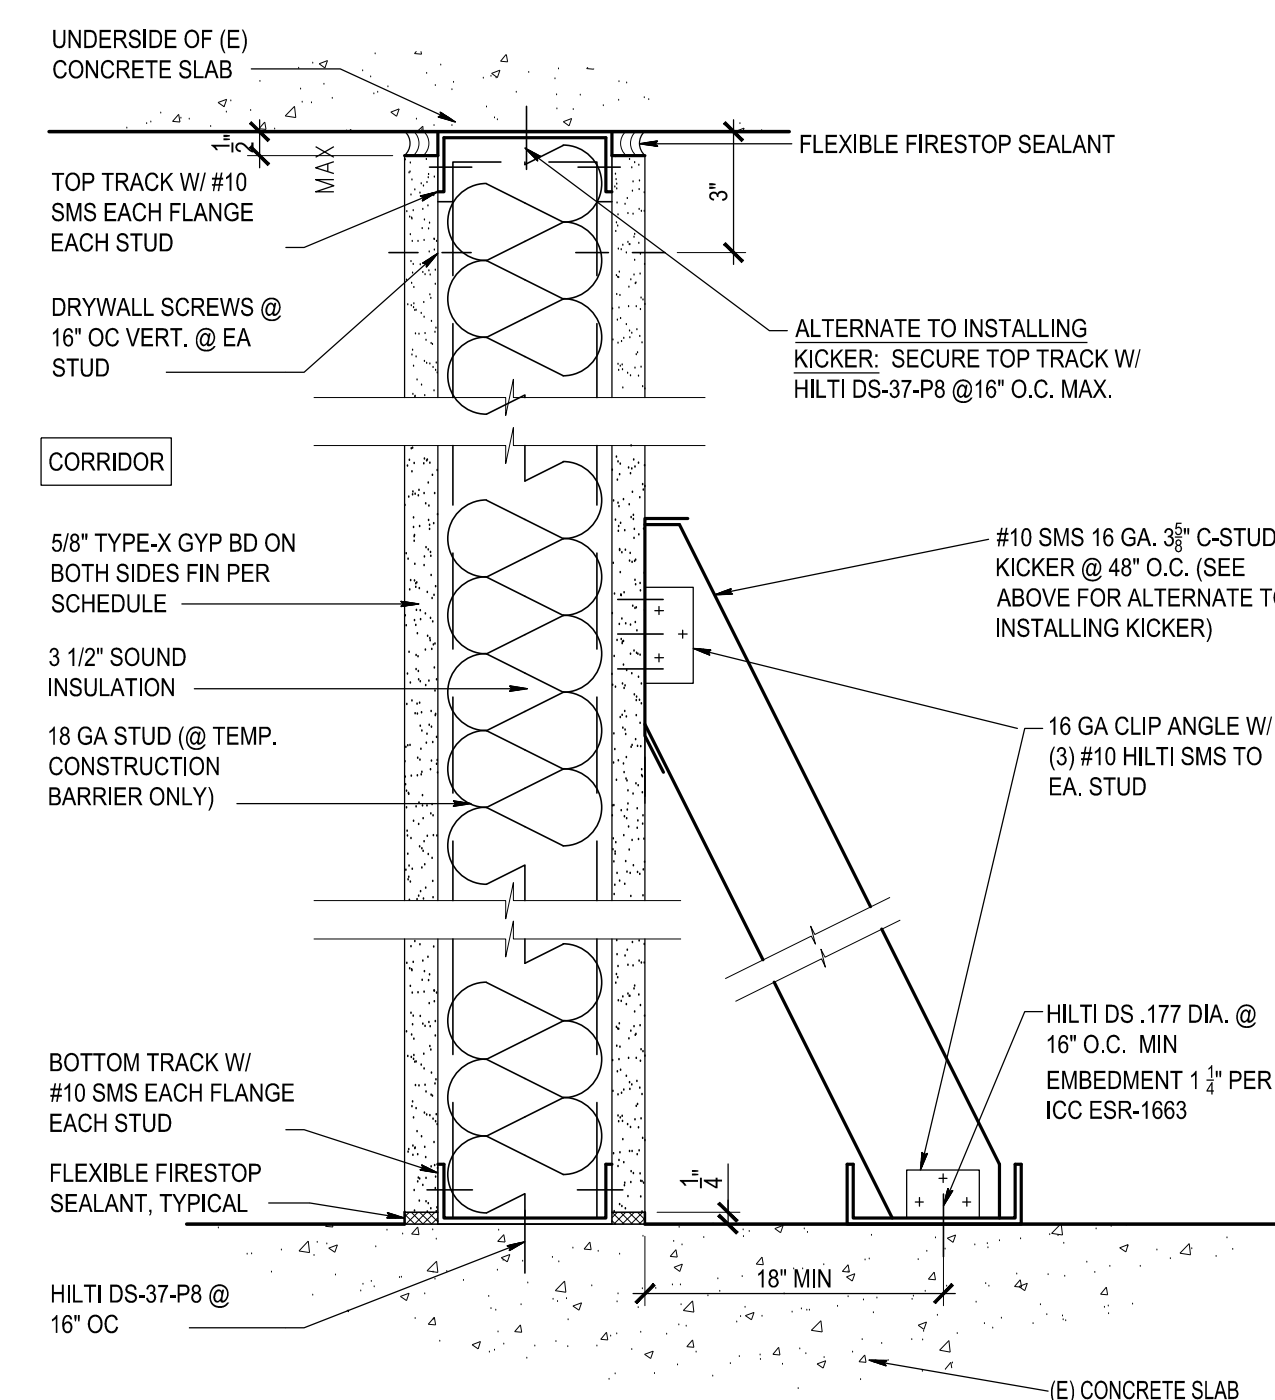 UNDERSIDE OF (E)
CONCRETE SLAB
1/2"
MAX
FLEXIBLE FIRESTOP SEALANT
3"
TOP TRACK W/ #10
SMS EACH FLANGE
EACH STUD
DRYWALL SCREWS @
16" OC VERT. @ EA
STUD
ALTERNATE TO INSTALLING
KICKER: SECURE TOP TRACK W/
HILTI DS-37-P8 @16" O.C. MAX.
CORRIDOR
5/8" TYPE-X GYP BD ON
BOTH SIDES FIN PER
SCHEDULE
#10 SMS 16 GA. 3 5/8" C-STUD
KICKER @ 48" O.C. (SEE
ABOVE FOR ALTERNATE TO
INSTALLING KICKER)
3 1/2" SOUND
INSULATION
18 GA STUD (@ TEMP.
CONSTRUCTION
BARRIER ONLY)
16 GA CLIP ANGLE W/
(3) #10 HILTI SMS TO
EA. STUD
HILTI DS .177 DIA. @
16" O.C. MIN
EMBEDMENT 1 1/4" PER
ICC ESR-1663
BOTTOM TRACK W/
#10 SMS EACH FLANGE
EACH STUD
FLEXIBLE FIRESTOP
SEALANT, TYPICAL
1/4"
18" MIN
HILTI DS-37-P8 @
16" OC
(E) CONCRETE SLAB